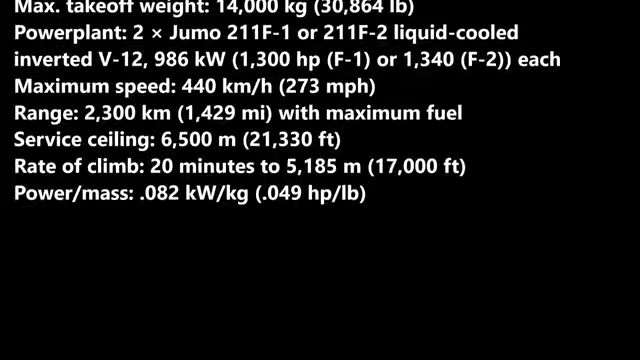 Max. takeoff weight: 14,000 kg (30,864 lb)
Powerplant: 2 × Jumo 211F-1 or 211F-2 liquid-cooled
inverted V-12, 986 kW (1,300 hp (F-1) or 1,340 (F-2)) each
Maximum speed: 440 km/h (273 mph)
Range: 2,300 km (1,429 mi) with maximum fuel
Service ceiling: 6,500 m (21,330 ft)
Rate of climb: 20 minutes to 5,185 m (17,000 ft)
Power/mass: .082 kW/kg (.049 hp/lb)